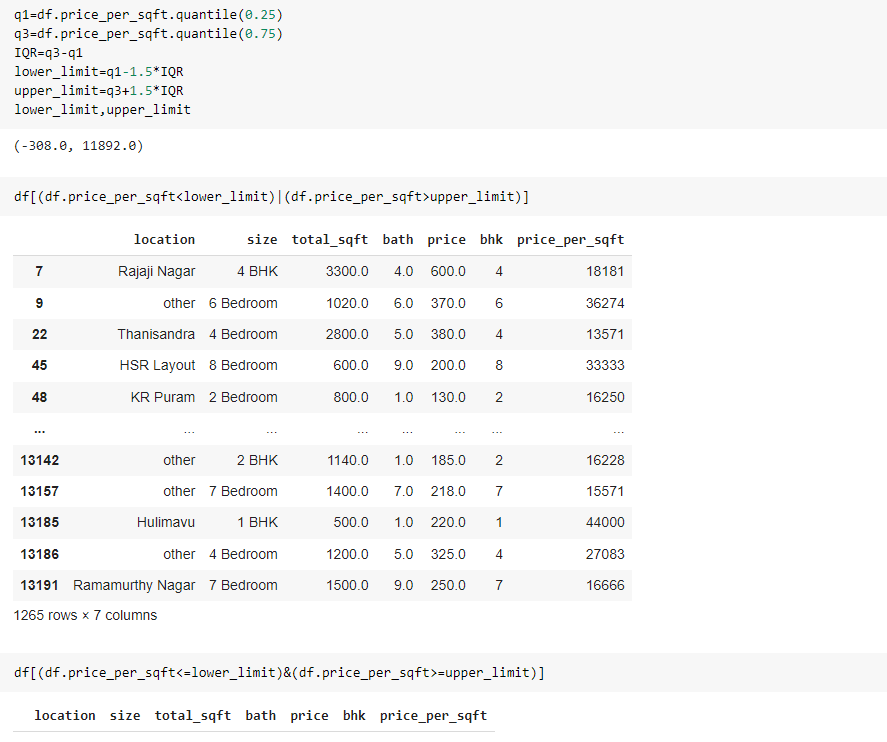 q1=df.price_per_sqft.quantile(0.25)
q3=df.price_per_sqft.quantile(0.75)
IQR=q3-q1
lower_limit=q1-1.5*IQR
upper_limit=q3+1.5*IQR
lower_limit,upper_limit
(-308.0, 11892.0)
df[(df.price_per_sqft<lower_limit)|(df.price_per_sqft>upper_limit)]
location size total_sqft bath price bhk price_per_sqft
7 Rajaji Nagar 4 BHK 3300.0 4.0 600.0 4 18181
9 other 6 Bedroom 1020.0 6.0 370.0 6 36274
22 Thanisandra 4 Bedroom 2800.0 5.0 380.0 4 13571
45 HSR Layout 8 Bedroom 600.0 9.0 200.0 8 33333
48 KR Puram 2 Bedroom 800.0 1.0 130.0 2 16250
... ... ... ... ... ... ... ...
13142 other 2 BHK 1140.0 1.0 185.0 2 16228
13157 other 7 Bedroom 1400.0 7.0 218.0 7 15571
13185 Hulimavu 1 BHK 500.0 1.0 220.0 1 44000
13186 other 4 Bedroom 1200.0 5.0 325.0 4 27083
13191 Ramamurthy Nagar 7 Bedroom 1500.0 9.0 250.0 7 16666
1265 rows × 7 columns
df[(df.price_per_sqft<=lower_limit)&(df.price_per_sqft>=upper_limit)]
location size total_sqft bath price bhk price_per_sqft